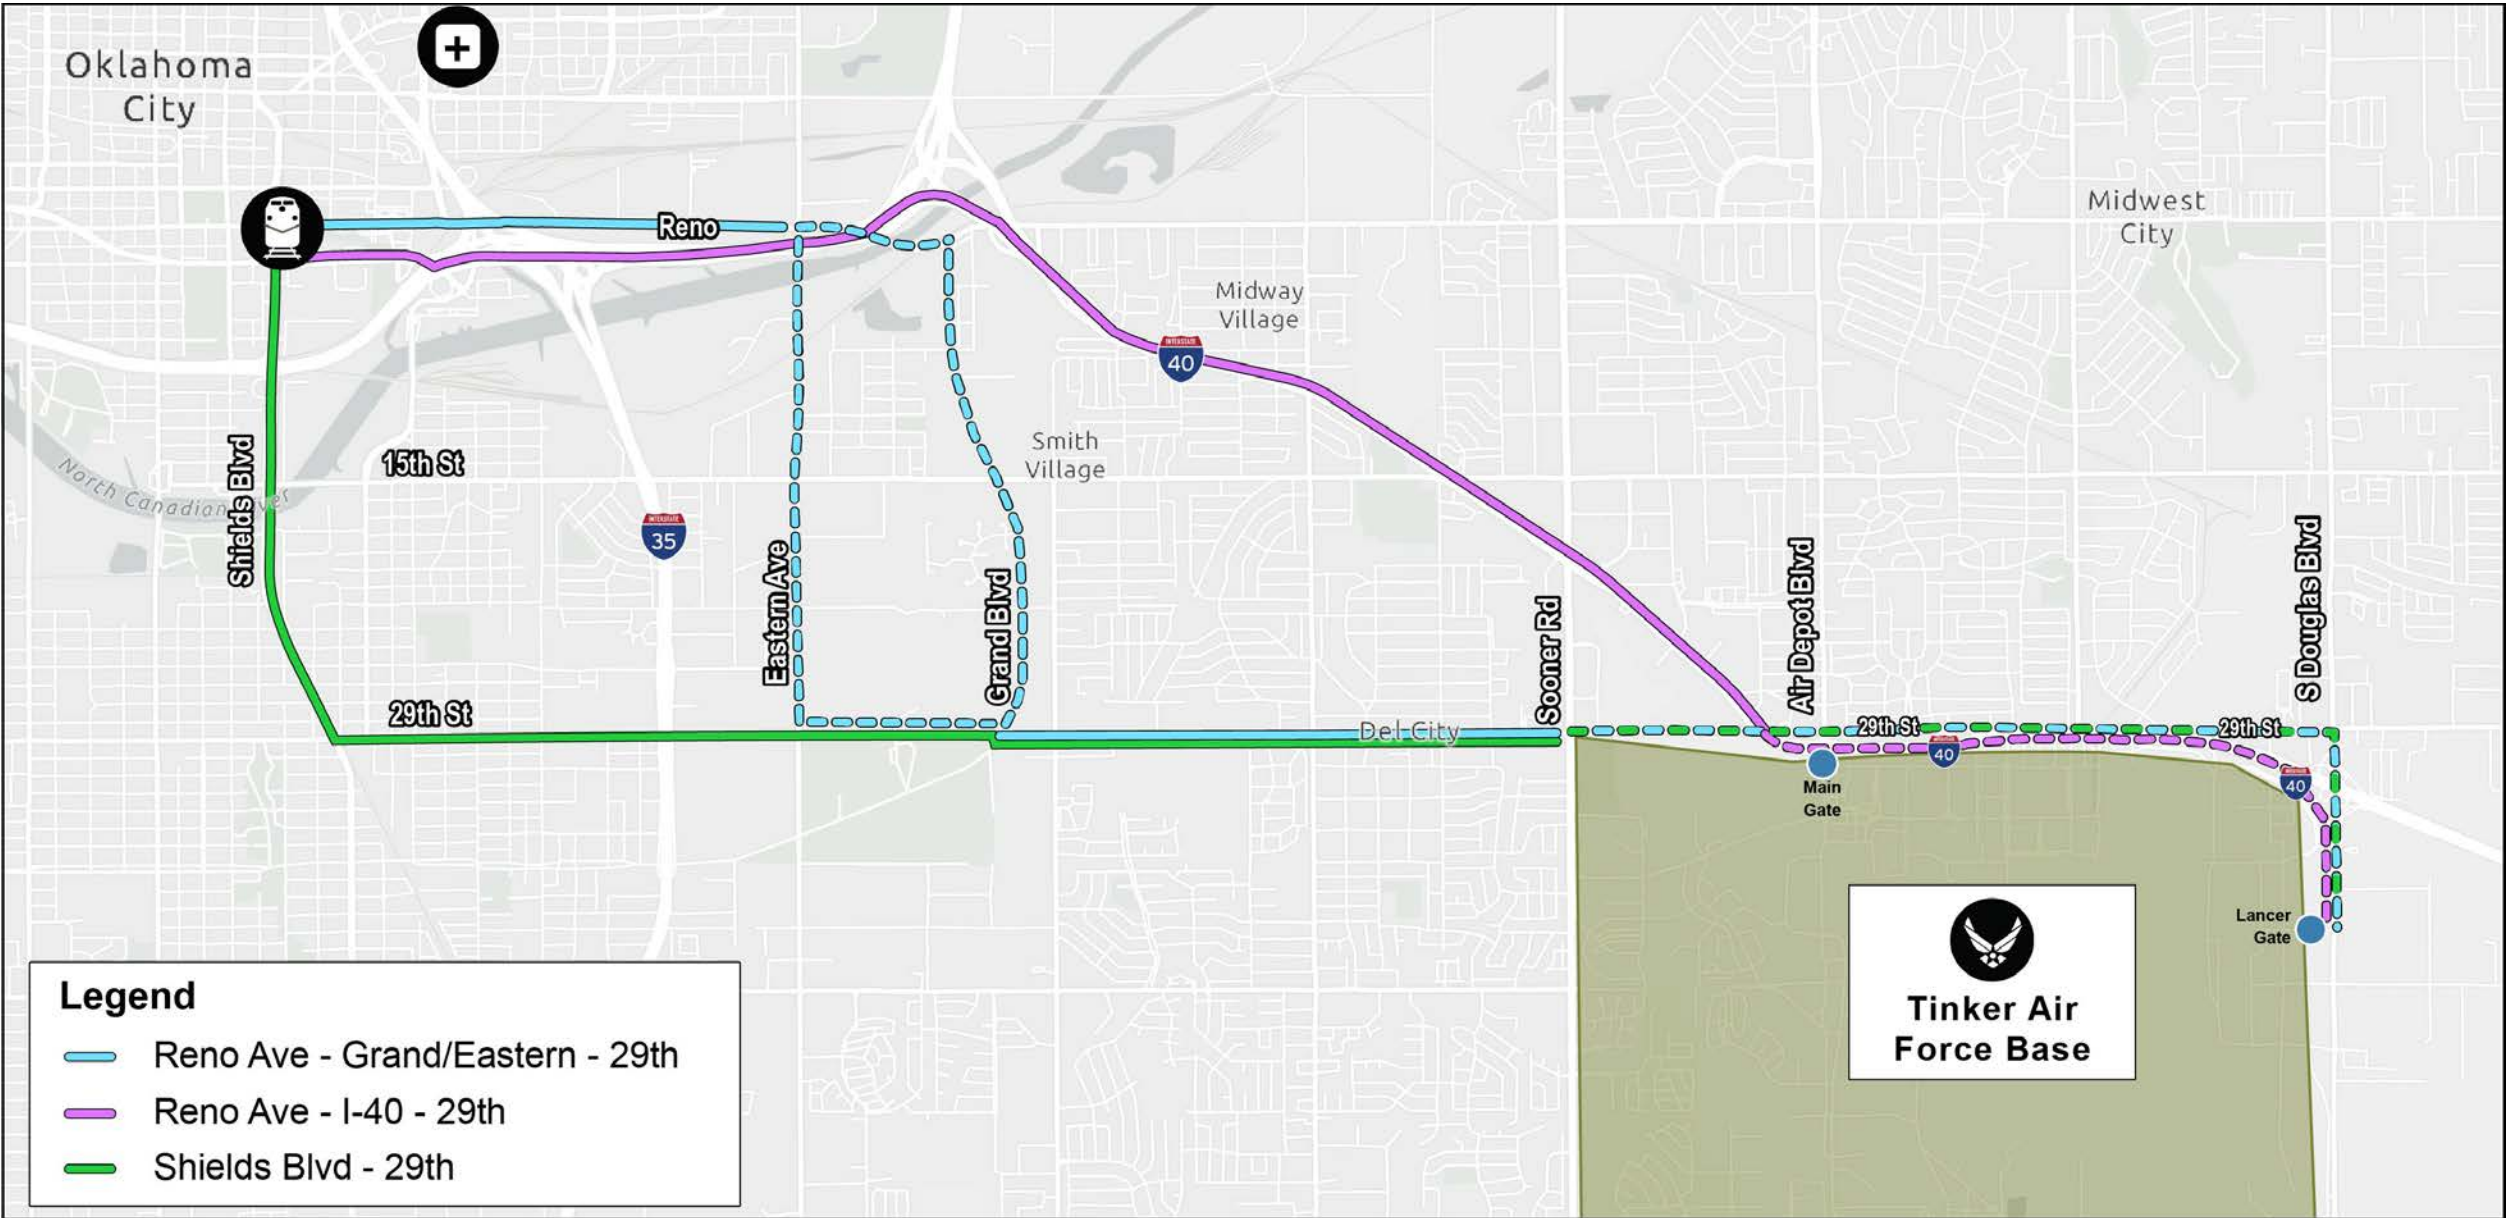 Oklahoma
City
Reno
Midwest
City
Midway
Village
INTERSTATE
40
Smith
Village
15th St
North Canadian
Shields Blvd
INTERSTATE
35
Eastern Ave
Grand Blvd
Sooner Rd
Air Depot Blvd
S Douglas Blvd
29th St
Del City
29th St
29th St
40
40
Main
Gate
Lancer
Gate
Tinker Air
Force Base
Legend
Reno Ave - Grand/Eastern - 29th
Reno Ave - I-40 - 29th
Shields Blvd - 29th